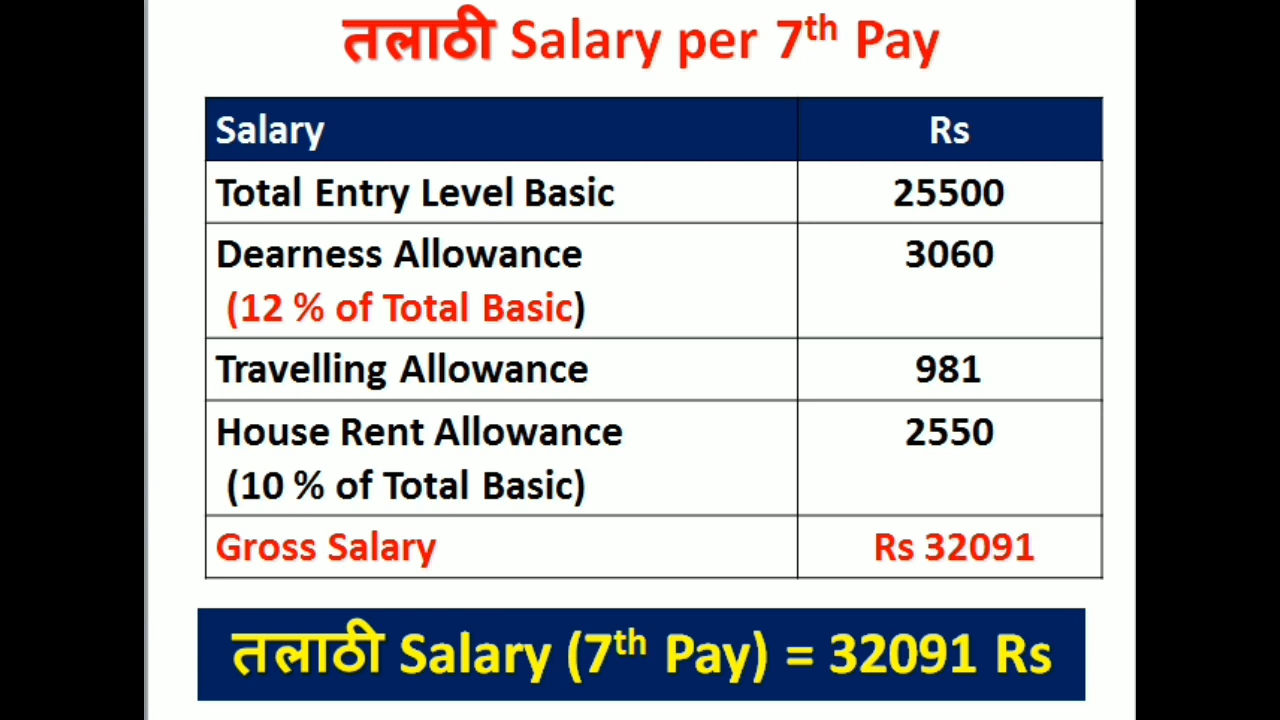 तलाठी Salary per 7th Pay
Salary Rs
Total Entry Level Basic 25500
Dearness Allowance 3060
(12 % of Total Basic)
Travelling Allowance 981
House Rent Allowance 2550
(10 % of Total Basic)
Gross Salary Rs 32091
तलाठी Salary (7th Pay) = 32091 Rs